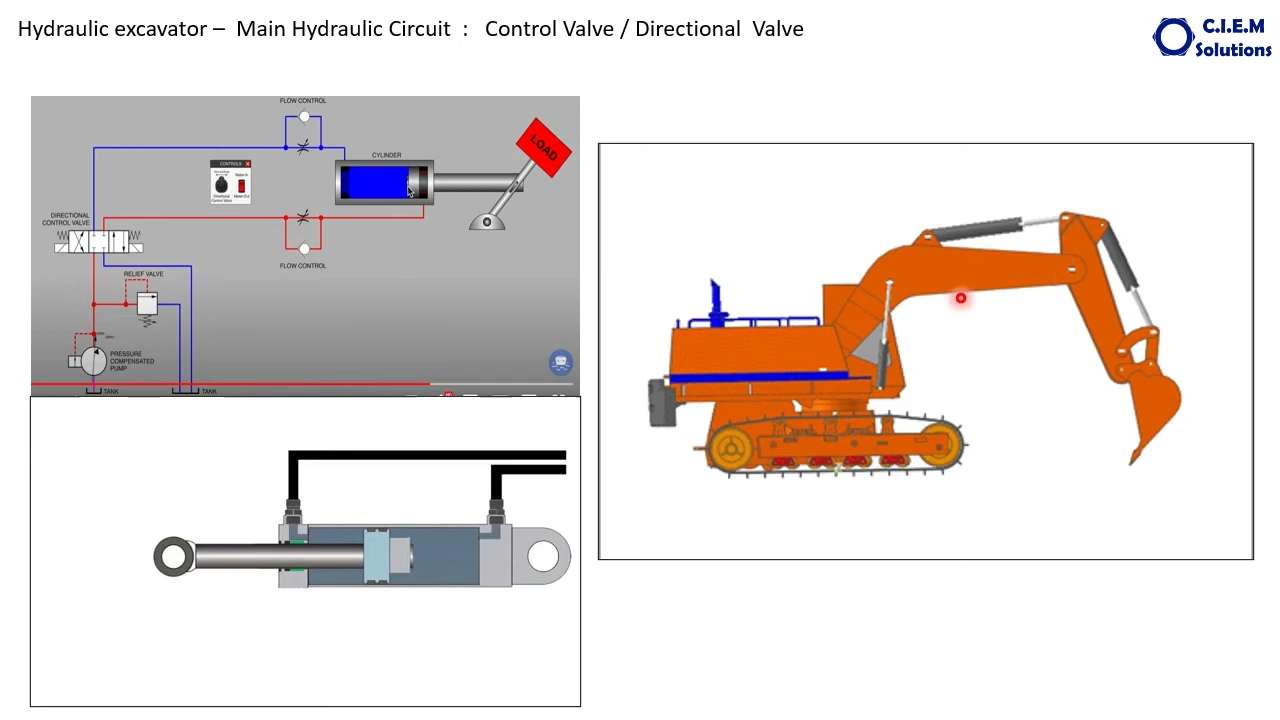 Hydraulic excavator – Main Hydraulic Circuit : Control Valve / Directional Valve
C.I.E.M
Solutions
FLOW CONTROL
CYLINDER
LOAD
CONTROLS
DIRECTIONAL
CONTROL VALVE
FLOW CONTROL
RELIEF VALVE
PRESSURE
COMPENSATED
PUMP
TANK
TANK